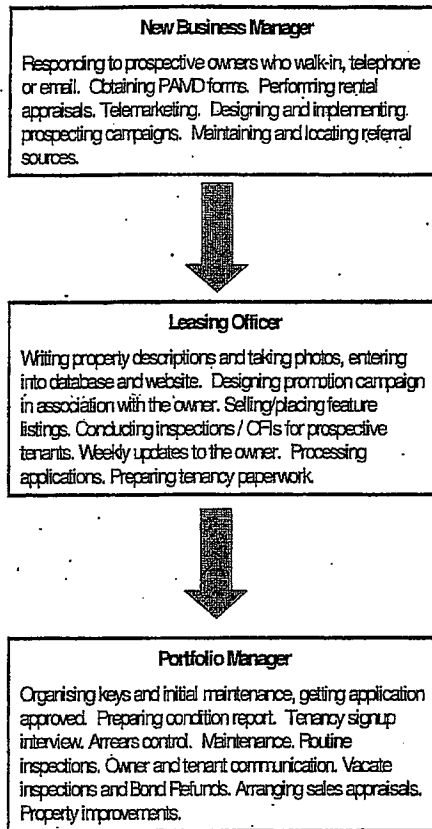 New Business Manager
Responding to prospective owners who walk-in, telephone
or email. Obtaining PAMD forms. Performing rental
appraisals. Telemarketing. Designing and implementing
prospecting campaigns. Maintaining and locating referral
sources.
Leasing Officer
Writing property descriptions and taking photos, entering
into database and website. Designing promotion campaign
in association with the owner. Selling/placing feature
listings. Conducting inspections / OFIs for prospective
tenants. Weekly updates to the owner. Processing
applications. Preparing tenancy paperwork.
Portfolio Manager
Organising keys and initial maintenance, getting application
approved. Preparing condition report. Tenancy signup
interview. Arrears control. Maintenance. Routine
inspections. Owner and tenant communication. Vacate
inspections and Bond Refunds. Arranging sales appraisals.
Property improvements.